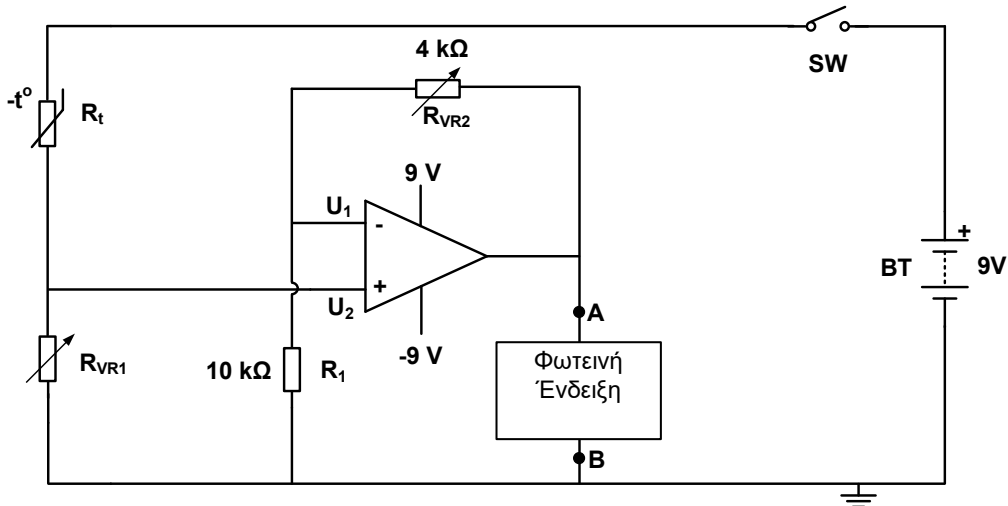 4 kΩ
SW
-t°
Rt
RVR2
9 V
U1
-
+
BT
9V
+
U2
A
RVR1
10 kΩ
R1
-9 V
Φωτεινή
Ένδειξη
B